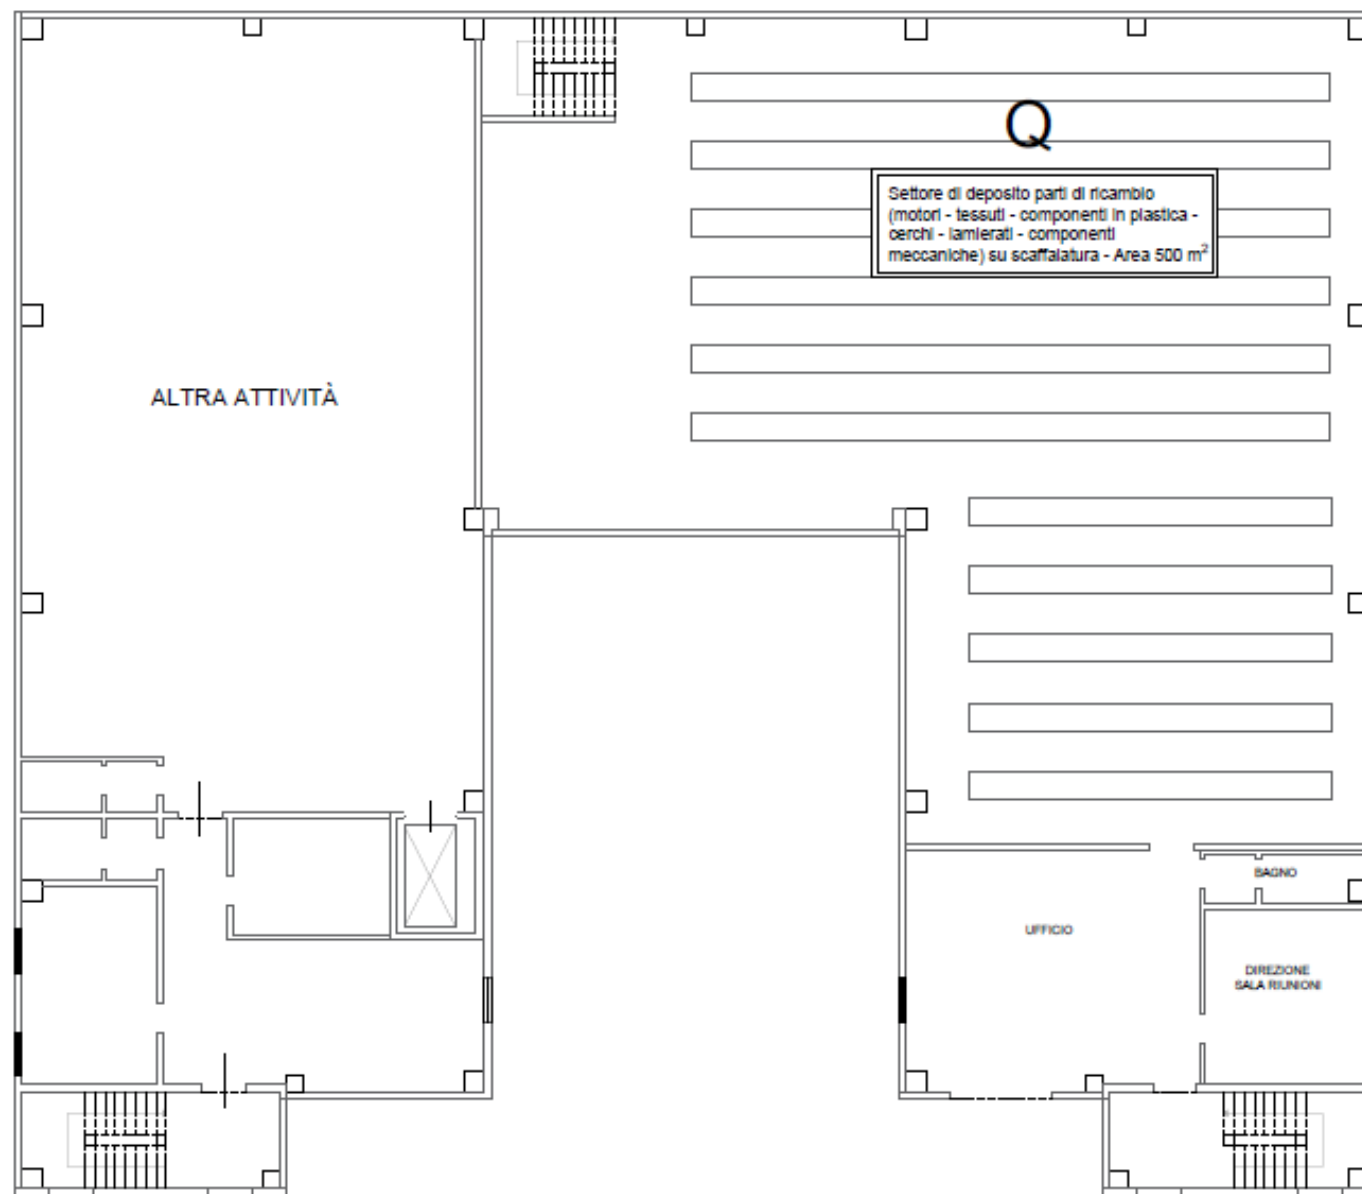 Q
Settore di deposito parti di ricambio
(motori - tessuti - componenti in plastica -
cerchi - lamierati - componenti
meccaniche) su scaffalatura - Area 500 m²
ALTRA ATTIVITÀ
BAGNO
UFFICIO
DIREZIONE
SALA RIUNIONI